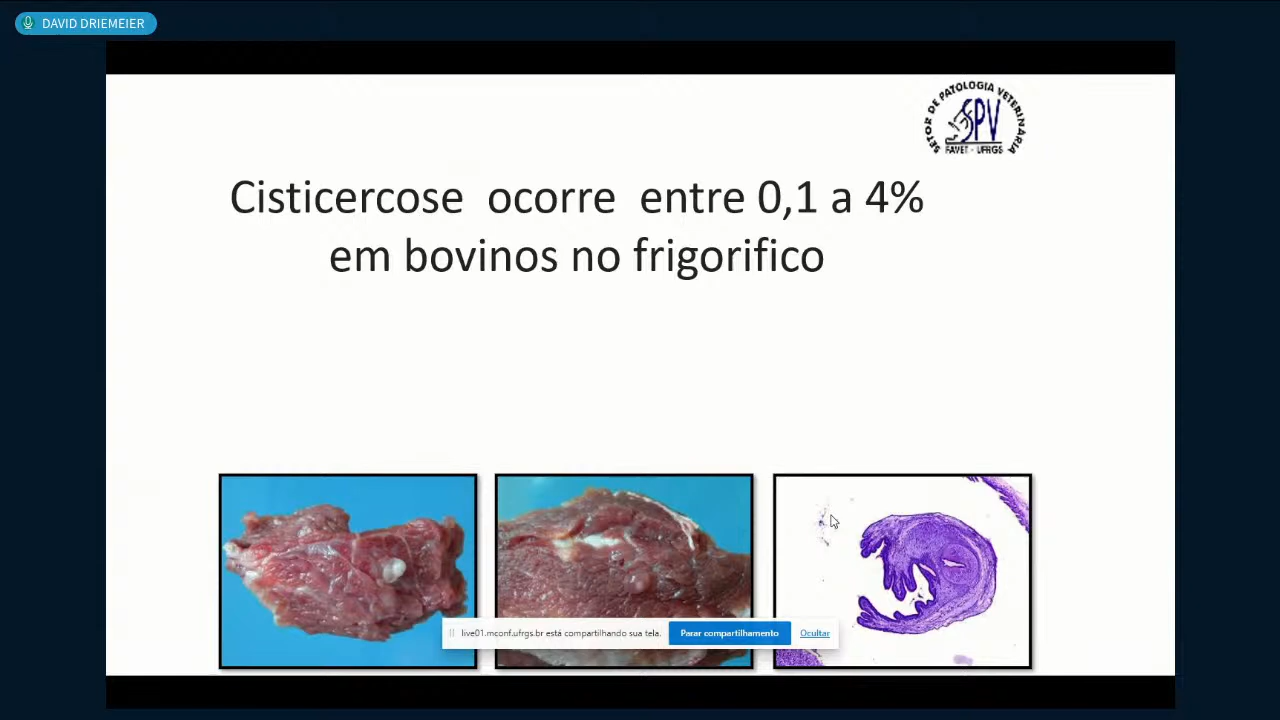 DAVID DRIEMEIER
SETOR DE PATOLOGIA VETERINÁRIA
SPV
FAVET - UFRGS
Cisticercose ocorre entre 0,1 a 4%
em bovinos no frigorifico
live01.mconf.ufrgs.br está compartilhando sua tela.
Parar compartilhamento
Ocultar